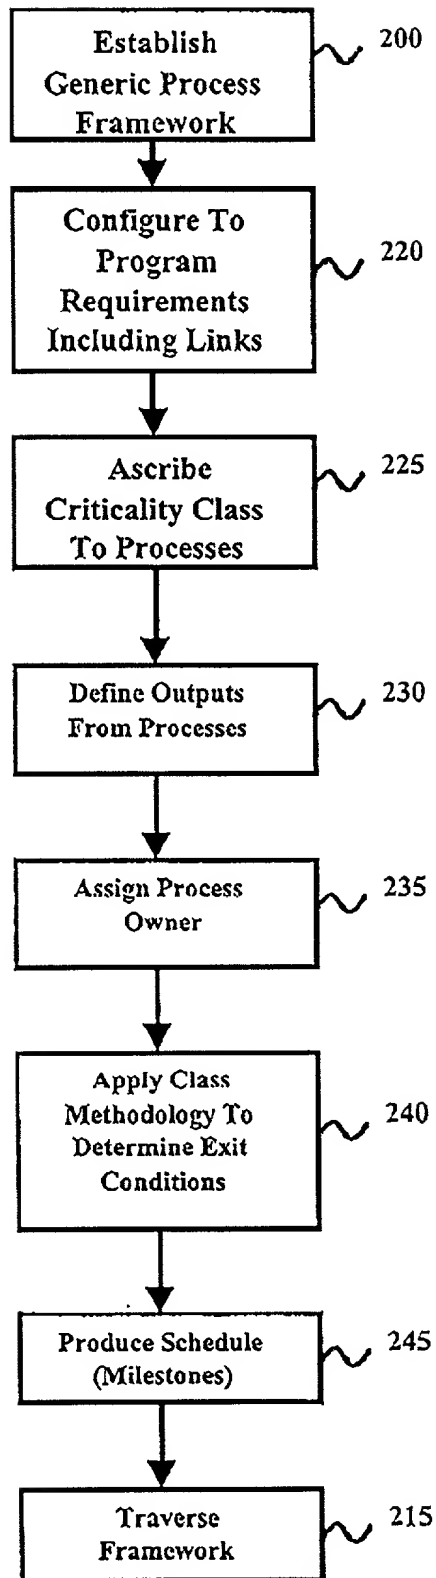 Establish
Generic Process
Framework
200
Configure To
Program
Requirements
Including Links
220
Ascribe
Criticality Class
To Processes
225
Define Outputs
From Processes
230
Assign Process
Owner
235
Apply Class
Methodology To
Determine Exit
Conditions
240
Produce Schedule
(Milestones)
245
Traverse
Framework
215